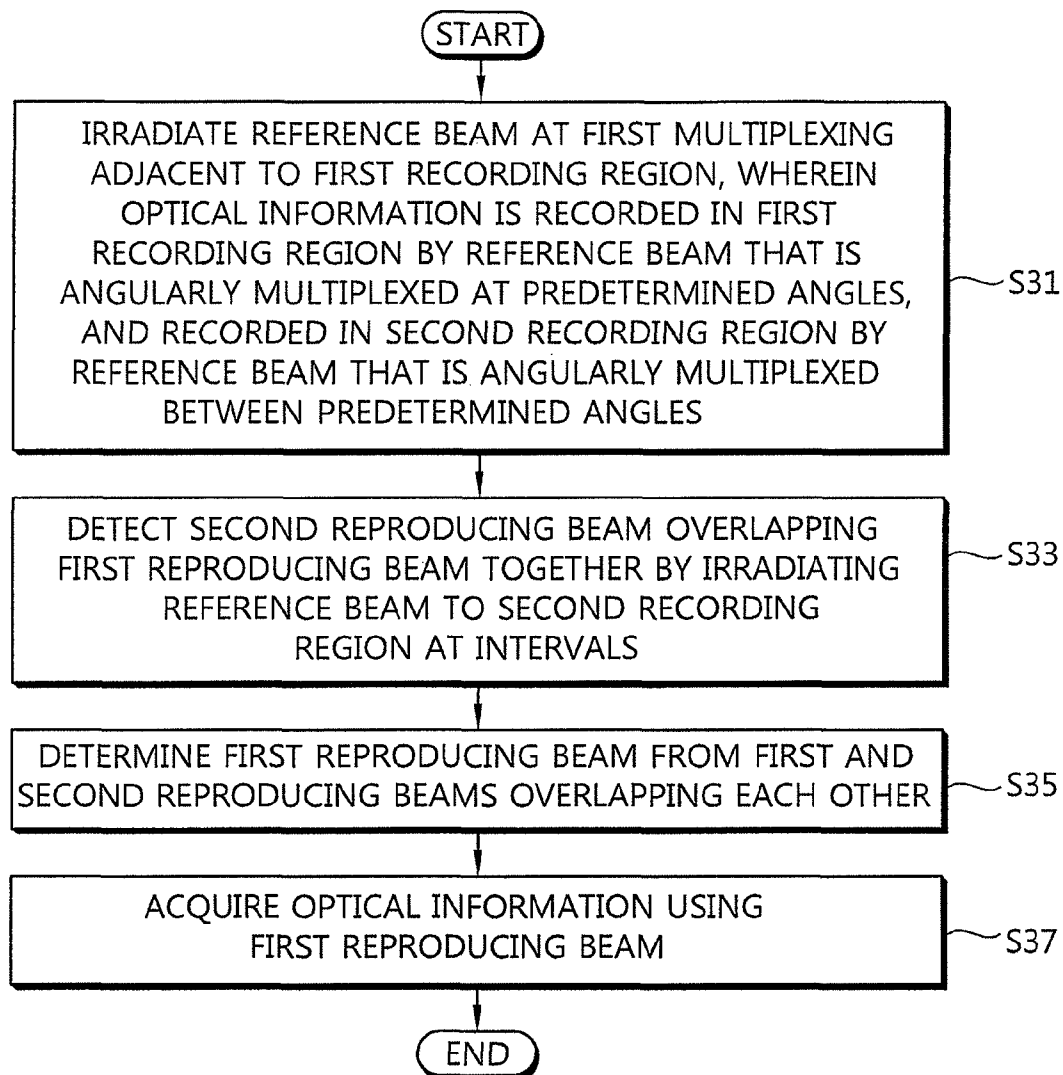 START
IRRADIATE REFERENCE BEAM AT FIRST MULTIPLEXING
ADJACENT TO FIRST RECORDING REGION, WHEREIN
OPTICAL INFORMATION IS RECORDED IN FIRST
RECORDING REGION BY REFERENCE BEAM THAT IS
ANGULARLY MULTIPLEXED AT PREDETERMINED ANGLES,
AND RECORDED IN SECOND RECORDING REGION BY
REFERENCE BEAM THAT IS ANGULARLY MULTIPLEXED
BETWEEN PREDETERMINED ANGLES
S31
DETECT SECOND REPRODUCING BEAM OVERLAPPING
FIRST REPRODUCING BEAM TOGETHER BY IRRADIATING
REFERENCE BEAM TO SECOND RECORDING
REGION AT INTERVALS
S33
DETERMINE FIRST REPRODUCING BEAM FROM FIRST AND
SECOND REPRODUCING BEAMS OVERLAPPING EACH OTHER
S35
ACQUIRE OPTICAL INFORMATION USING
FIRST REPRODUCING BEAM
S37
END